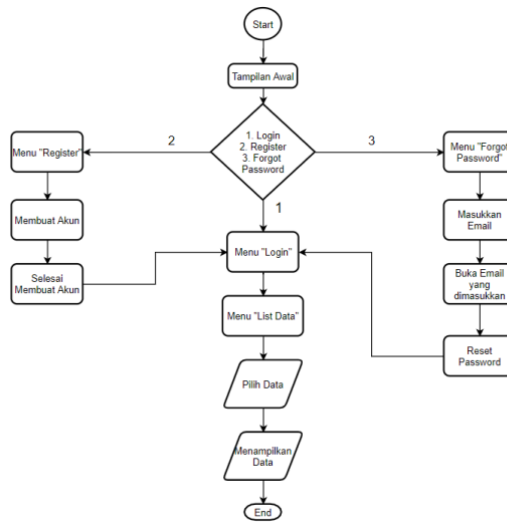 Start
Tampilan Awal
1. Login
2. Register
3. Forgot
Password
2
3
1
Menu "Register"
Membuat Akun
Selesai
Membuat Akun
Menu "Forgot
Password"
Masukkan
Email
Buka Email
yang
dimasukkan
Reset
Password
Menu "Login"
Menu "List Data"
Pilih Data
Menampilkan
Data
End